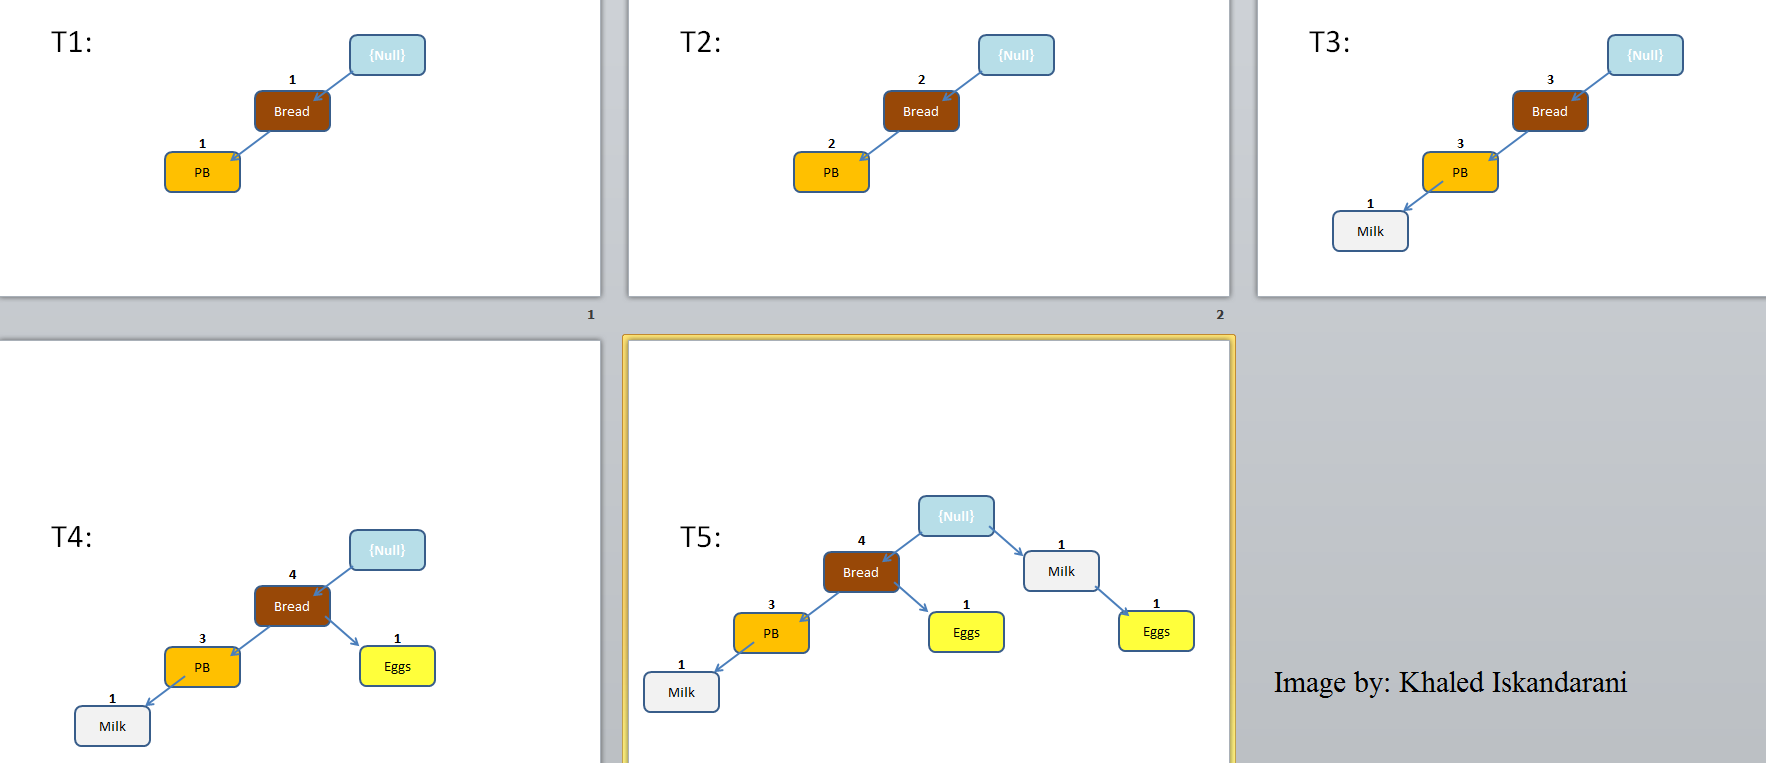 T1:
{Null}
1
Bread
1
PB
T2:
{Null}
2
Bread
2
PB
T3:
{Null}
3
Bread
3
PB
1
Milk
1
2
T4:
{Null}
4
Bread
3
PB
1
Eggs
1
Milk
T5:
{Null}
4
Bread
1
Milk
3
PB
1
Eggs
1
Eggs
1
Milk
Image by: Khaled Iskandarani